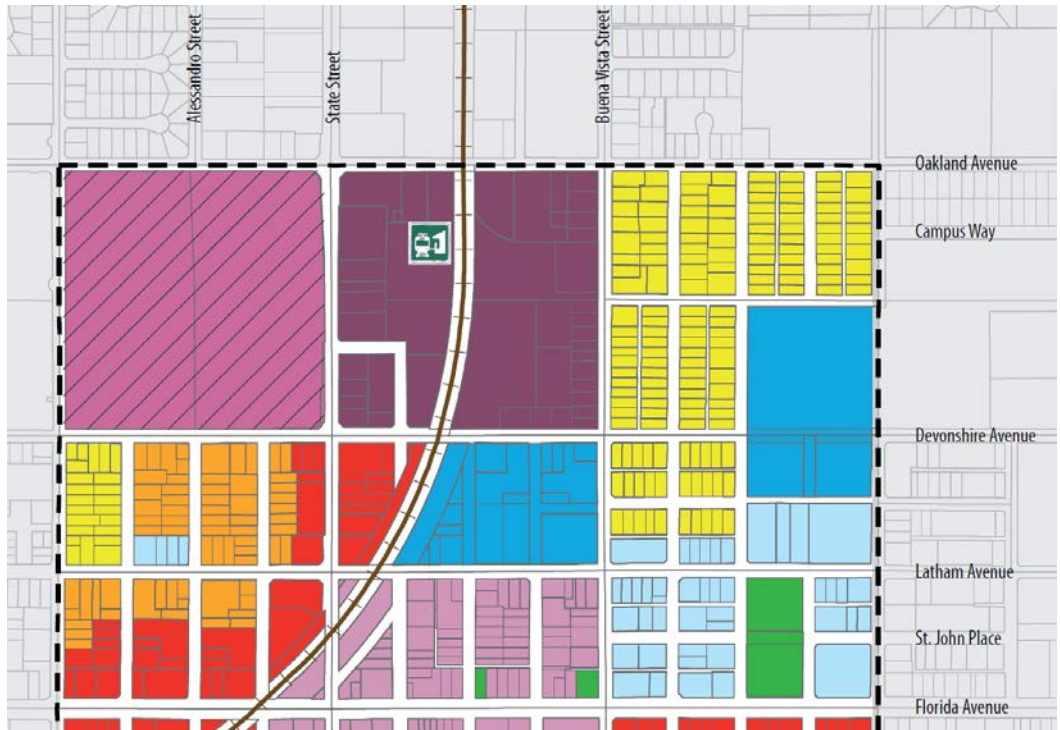 Alessandro Street
State Street
Buena Vista Street
Oakland Avenue
Campus Way
Devonshire Avenue
Latham Avenue
St. John Place
Florida Avenue